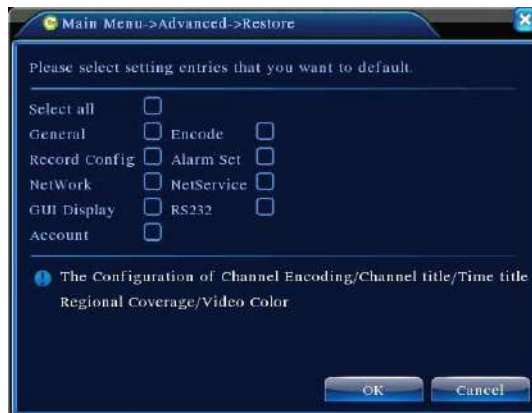 Main Menu->Advanced->Restore
Please select setting entries that you want to default.
Select all
General Encode
Record Config Alarm Set
NetWork NetService
GUI Display RS232
Account
The Configuration of Channel Encoding/Channel title/Time title
Regional Coverage/Video Color
OK Cancel